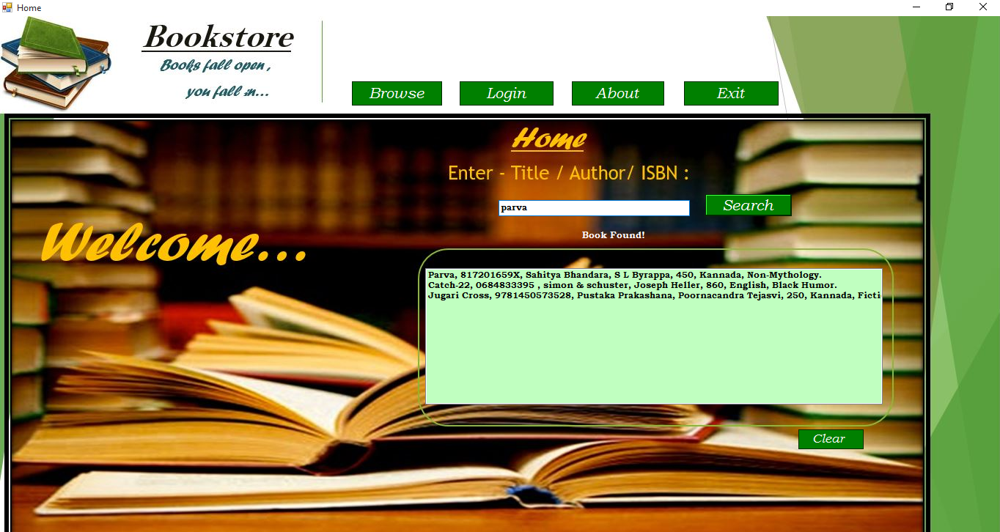 Home
Bookstore
Books fall open ,
you fall in...
Browse
Login
About
Exit
Home
Enter - Title / Author/ ISBN :
parva
Search
Welcome...
Book Found!
Parva, 817201659X, Sahitya Bhandara, S L Byrappa, 450, Kannada, Non-Mythology.
Catch-22, 0684833395 , simon & schuster, Joseph Heller, 860, English, Black Humor.
Jugari Cross, 9781450573528, Pustaka Prakashana, Poornacandra Tejasvi, 250, Kannada, Ficti
Clear